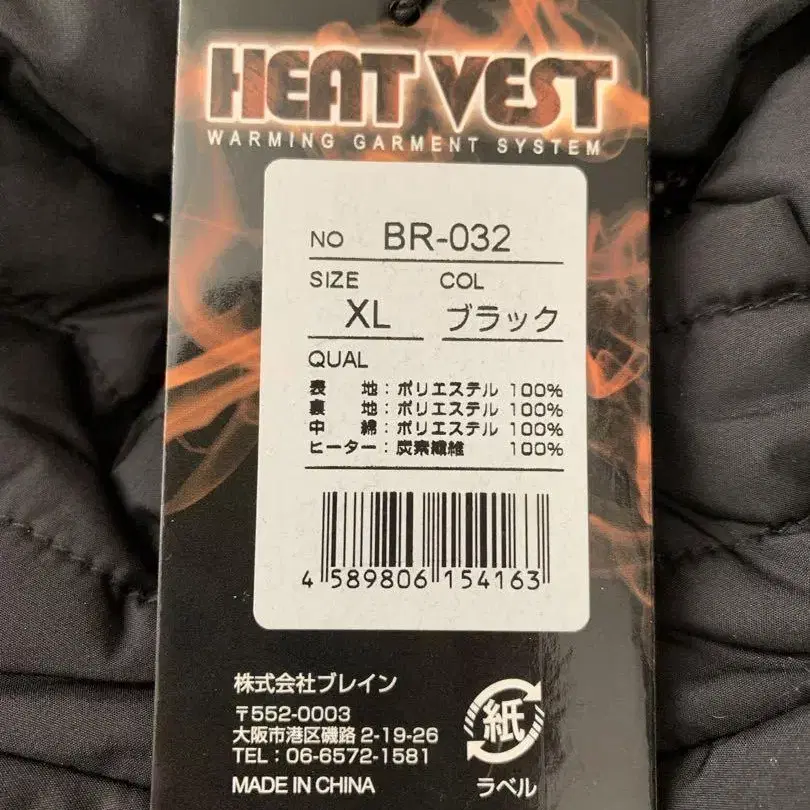 HEAT VEST
WARMING GARMENT SYSTEM
NO BR-032
SIZE COL
XL ブラック
QUAL
表 地:ポリエステル 100%
裏 地:ポリエステル 100%
中 綿:ポリエステル 100%
ヒーター:炭素繊維 100%
4 589806 154163
株式会社ブレイン
〒552-0003
大阪市港区磯路 2-19-26
TEL:06-6572-1581
MADE IN CHINA
紙
ラベル